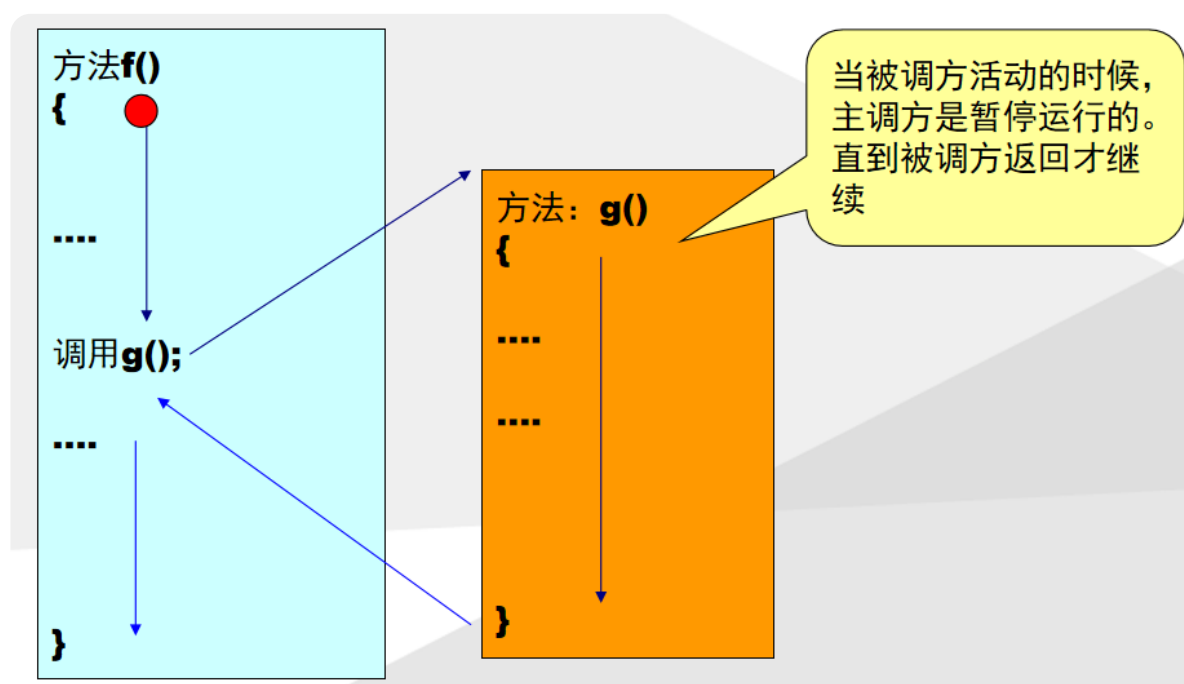 方法f()
{
....
调用g();
....
}
方法：g()
{
....
....
}
当被调方活动的时候，
主调方是暂停运行的。
直到被调方返回才继
续